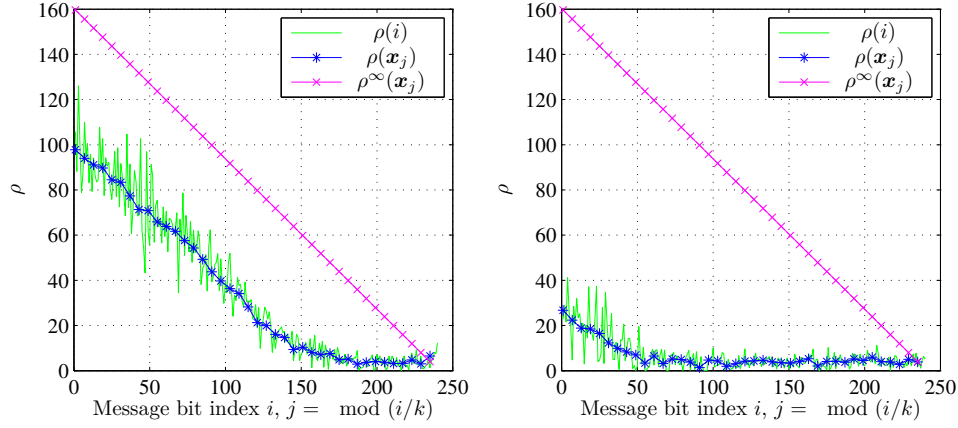 160
140
120
100
80
60
40
20
0
ρ
ρ(i)
ρ(x_j)
ρ^∞(x_j)
0 50 100 150 200 250
Message bit index i, j = mod (i/k)
160
140
120
100
80
60
40
20
0
ρ
ρ(i)
ρ(x_j)
ρ^∞(x_j)
0 50 100 150 200 250
Message bit index i, j = mod (i/k)